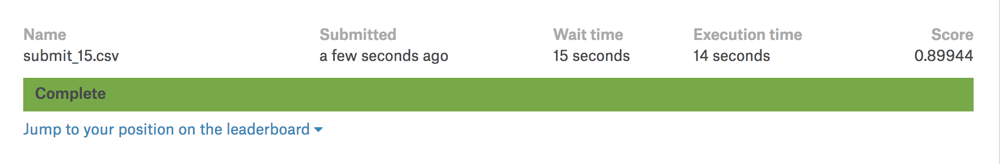 Name Submitted Wait time Execution time Score
submit_15.csv a few seconds ago 15 seconds 14 seconds 0.89944
Complete
Jump to your position on the leaderboard